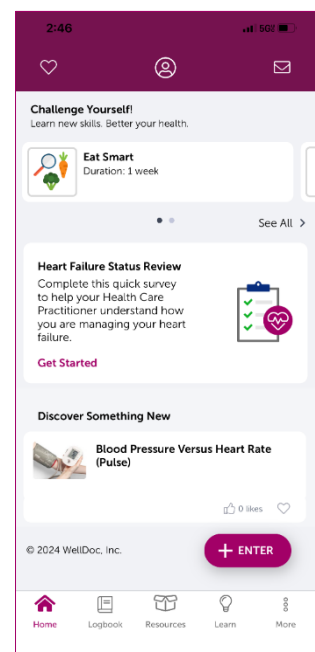 2:46
5G
Challenge Yourself!
Learn new skills. Better your health.
Eat Smart
Duration: 1 week
See All >
Heart Failure Status Review
Complete this quick survey
to help your Health Care
Practitioner understand how
you are managing your heart
failure.
Get Started
Discover Something New
Blood Pressure Versus Heart Rate
(Pulse)
0 likes
© 2024 WellDoc, Inc.
+ ENTER
Home
Logbook
Resources
Learn
More